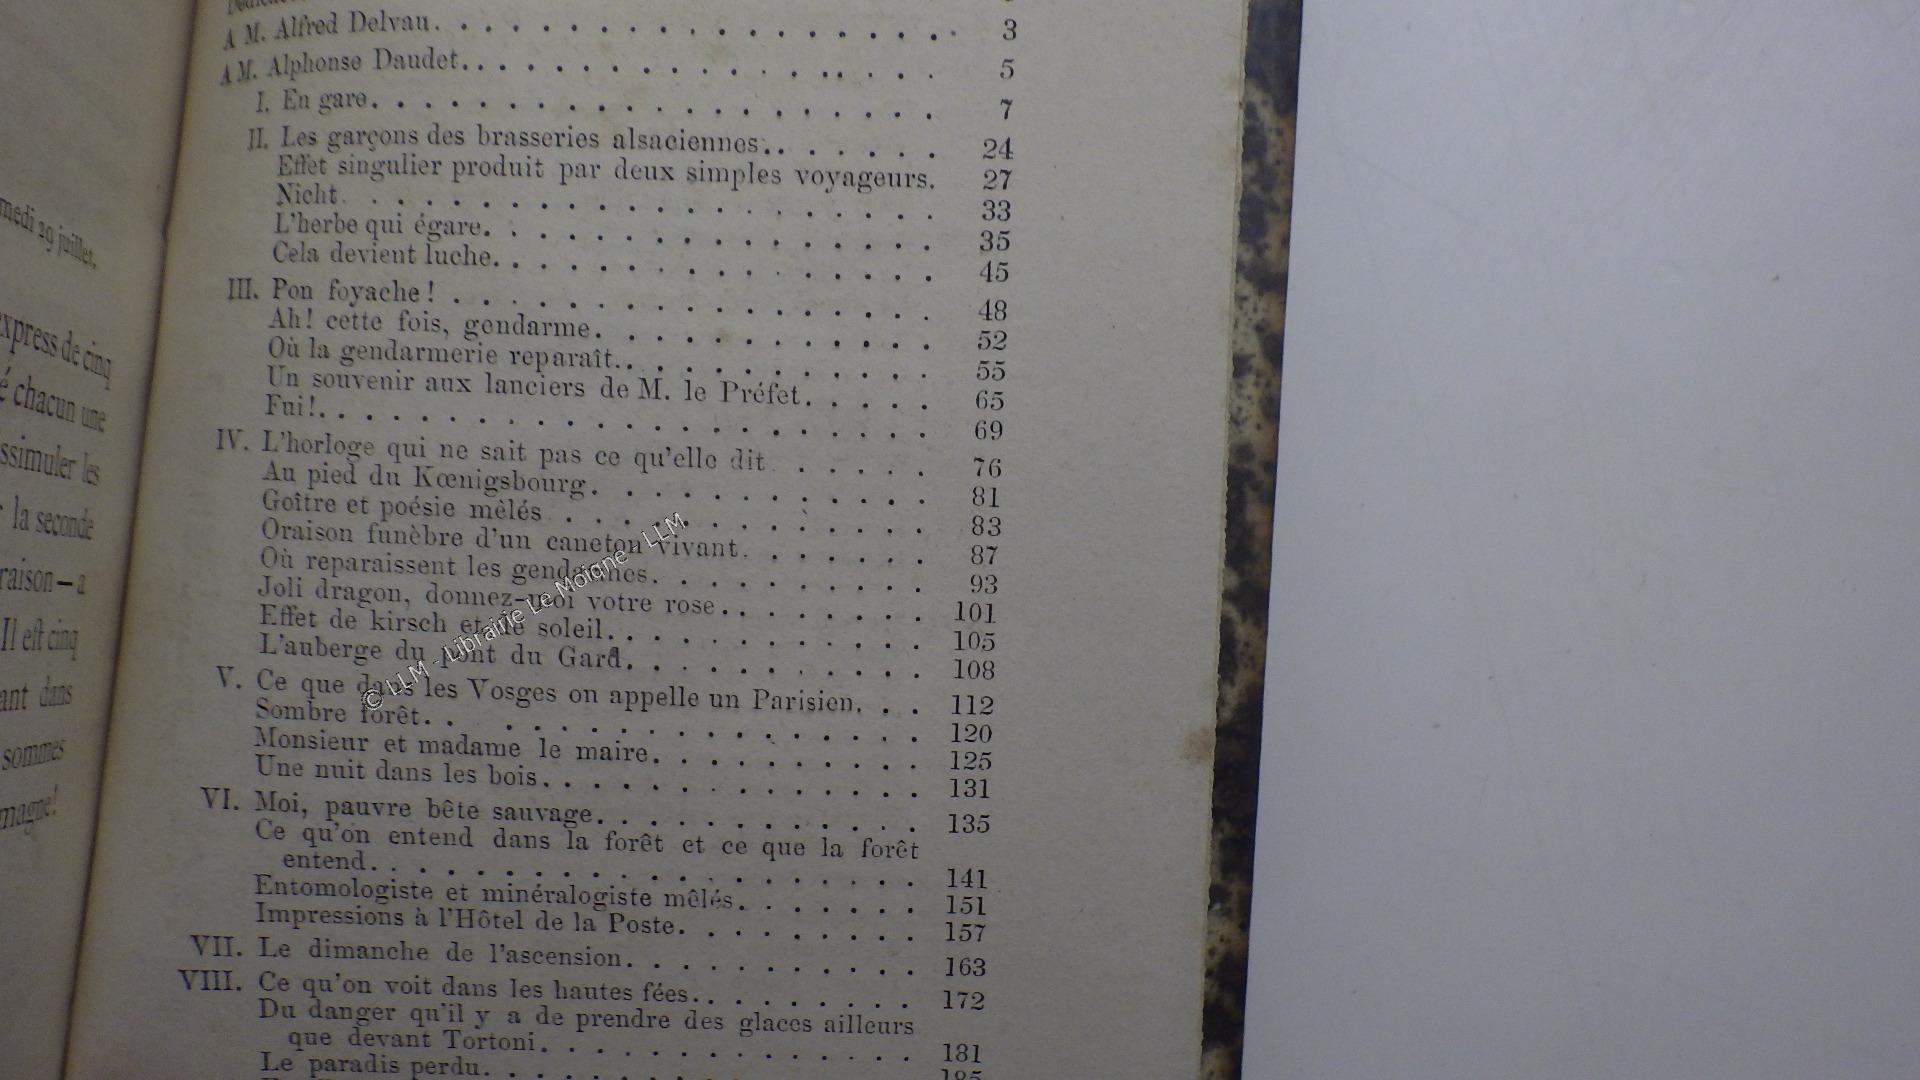 medi 29 juillet.
xpress de cinq
é chacun une
ssimuler les
la seconde
raison — a
Il est cinq
ant dans
sommes
magne!
A M. Alfred Delvau. 3
A M. Alphonse Daudet. 5
I. En gare. 7
II. Les garçons des brasseries alsaciennes. 24
Effet singulier produit par deux simples voyageurs. 27
Nicht. 33
L'herbe qui égare. 35
Cela devient luche. 45
III. Pon foyache! 48
Ah! cette fois, gendarme. 52
Où la gendarmerie reparaît. 55
Un souvenir aux lanciers de M. le Préfet. 65
Fui! 69
IV. L'horloge qui ne sait pas ce qu'elle dit 76
Au pied du Kœnigsbourg. 81
Goître et poésie mêlés 83
Oraison funèbre d'un caneton vivant. 87
Où reparaissent les gendarmes. 93
Joli dragon, donnez-moi votre rose. 101
Effet de kirsch et de soleil. 105
L'auberge du pont du Gard. 108
V. Ce que dans les Vosges on appelle un Parisien. 112
Sombre forêt. 120
Monsieur et madame le maire. 125
Une nuit dans les bois. 131
VI. Moi, pauvre bête sauvage. 135
Ce qu'on entend dans la forêt et ce que la forêt
entend. 141
Entomologiste et minéralogiste mêlés. 151
Impressions à l'Hôtel de la Poste. 157
VII. Le dimanche de l'ascension. 163
VIII. Ce qu'on voit dans les hautes fées. 172
Du danger qu'il y a de prendre des glaces ailleurs
que devant Tortoni. 181
Le paradis perdu. 185
© LLM - Librairie Le Moigne - LLM